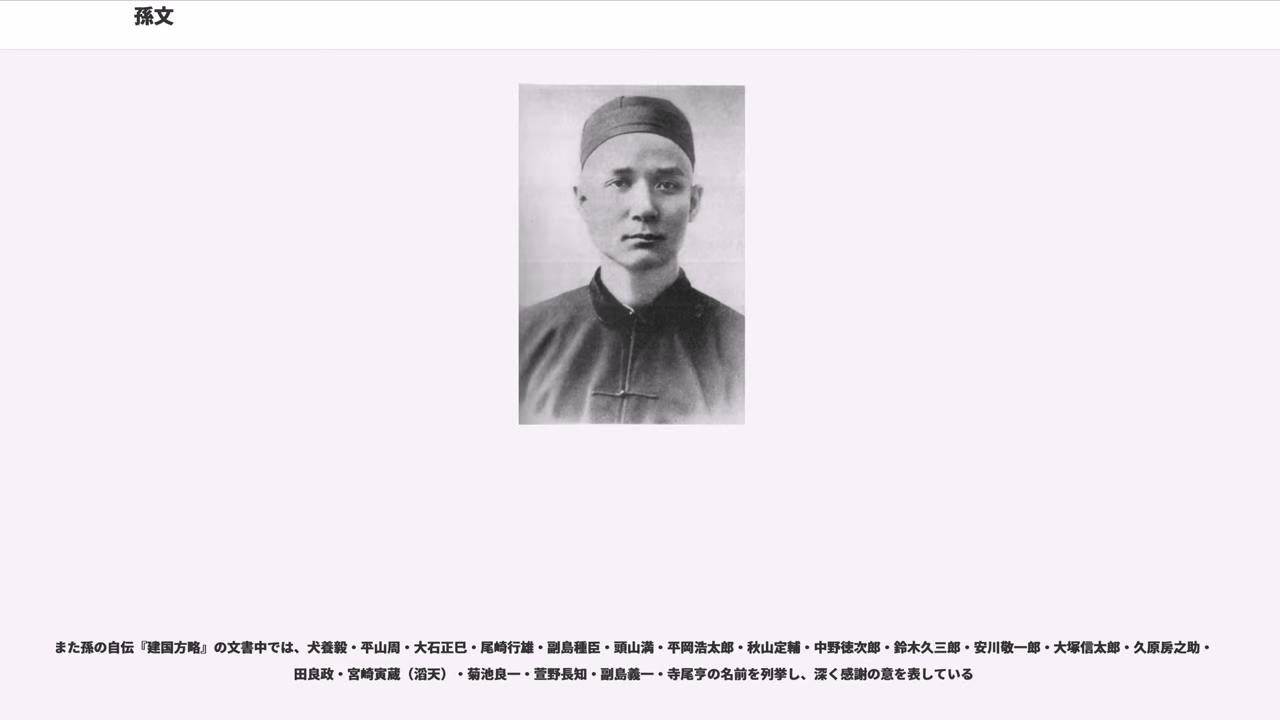 孫文
また孫の自伝『建国方略』の文書中では、犬養毅・平山周・大石正巳・尾崎行雄・副島種臣・頭山満・平岡浩太郎・秋山定輔・中野徳次郎・鈴木久三郎・安川敬一郎・大塚信太郎・久原房之助・
田良政・宮崎寅蔵（滔天）・菊池良一・萱野長知・副島義一・寺尾亨の名前を列挙し、深く感謝の意を表している